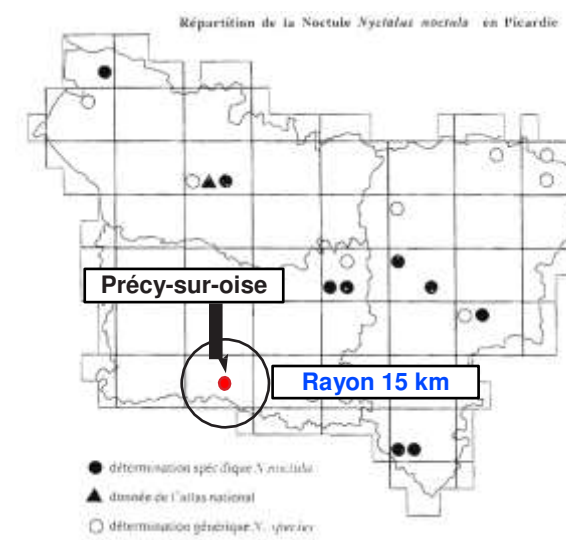 Répartition de la Noctule Nyctalus noctula en Picardie
Précy-sur-oise
Rayon 15 km
détermination spécifique N. noctula
donnée de l'atlas national
détermination générique N. species